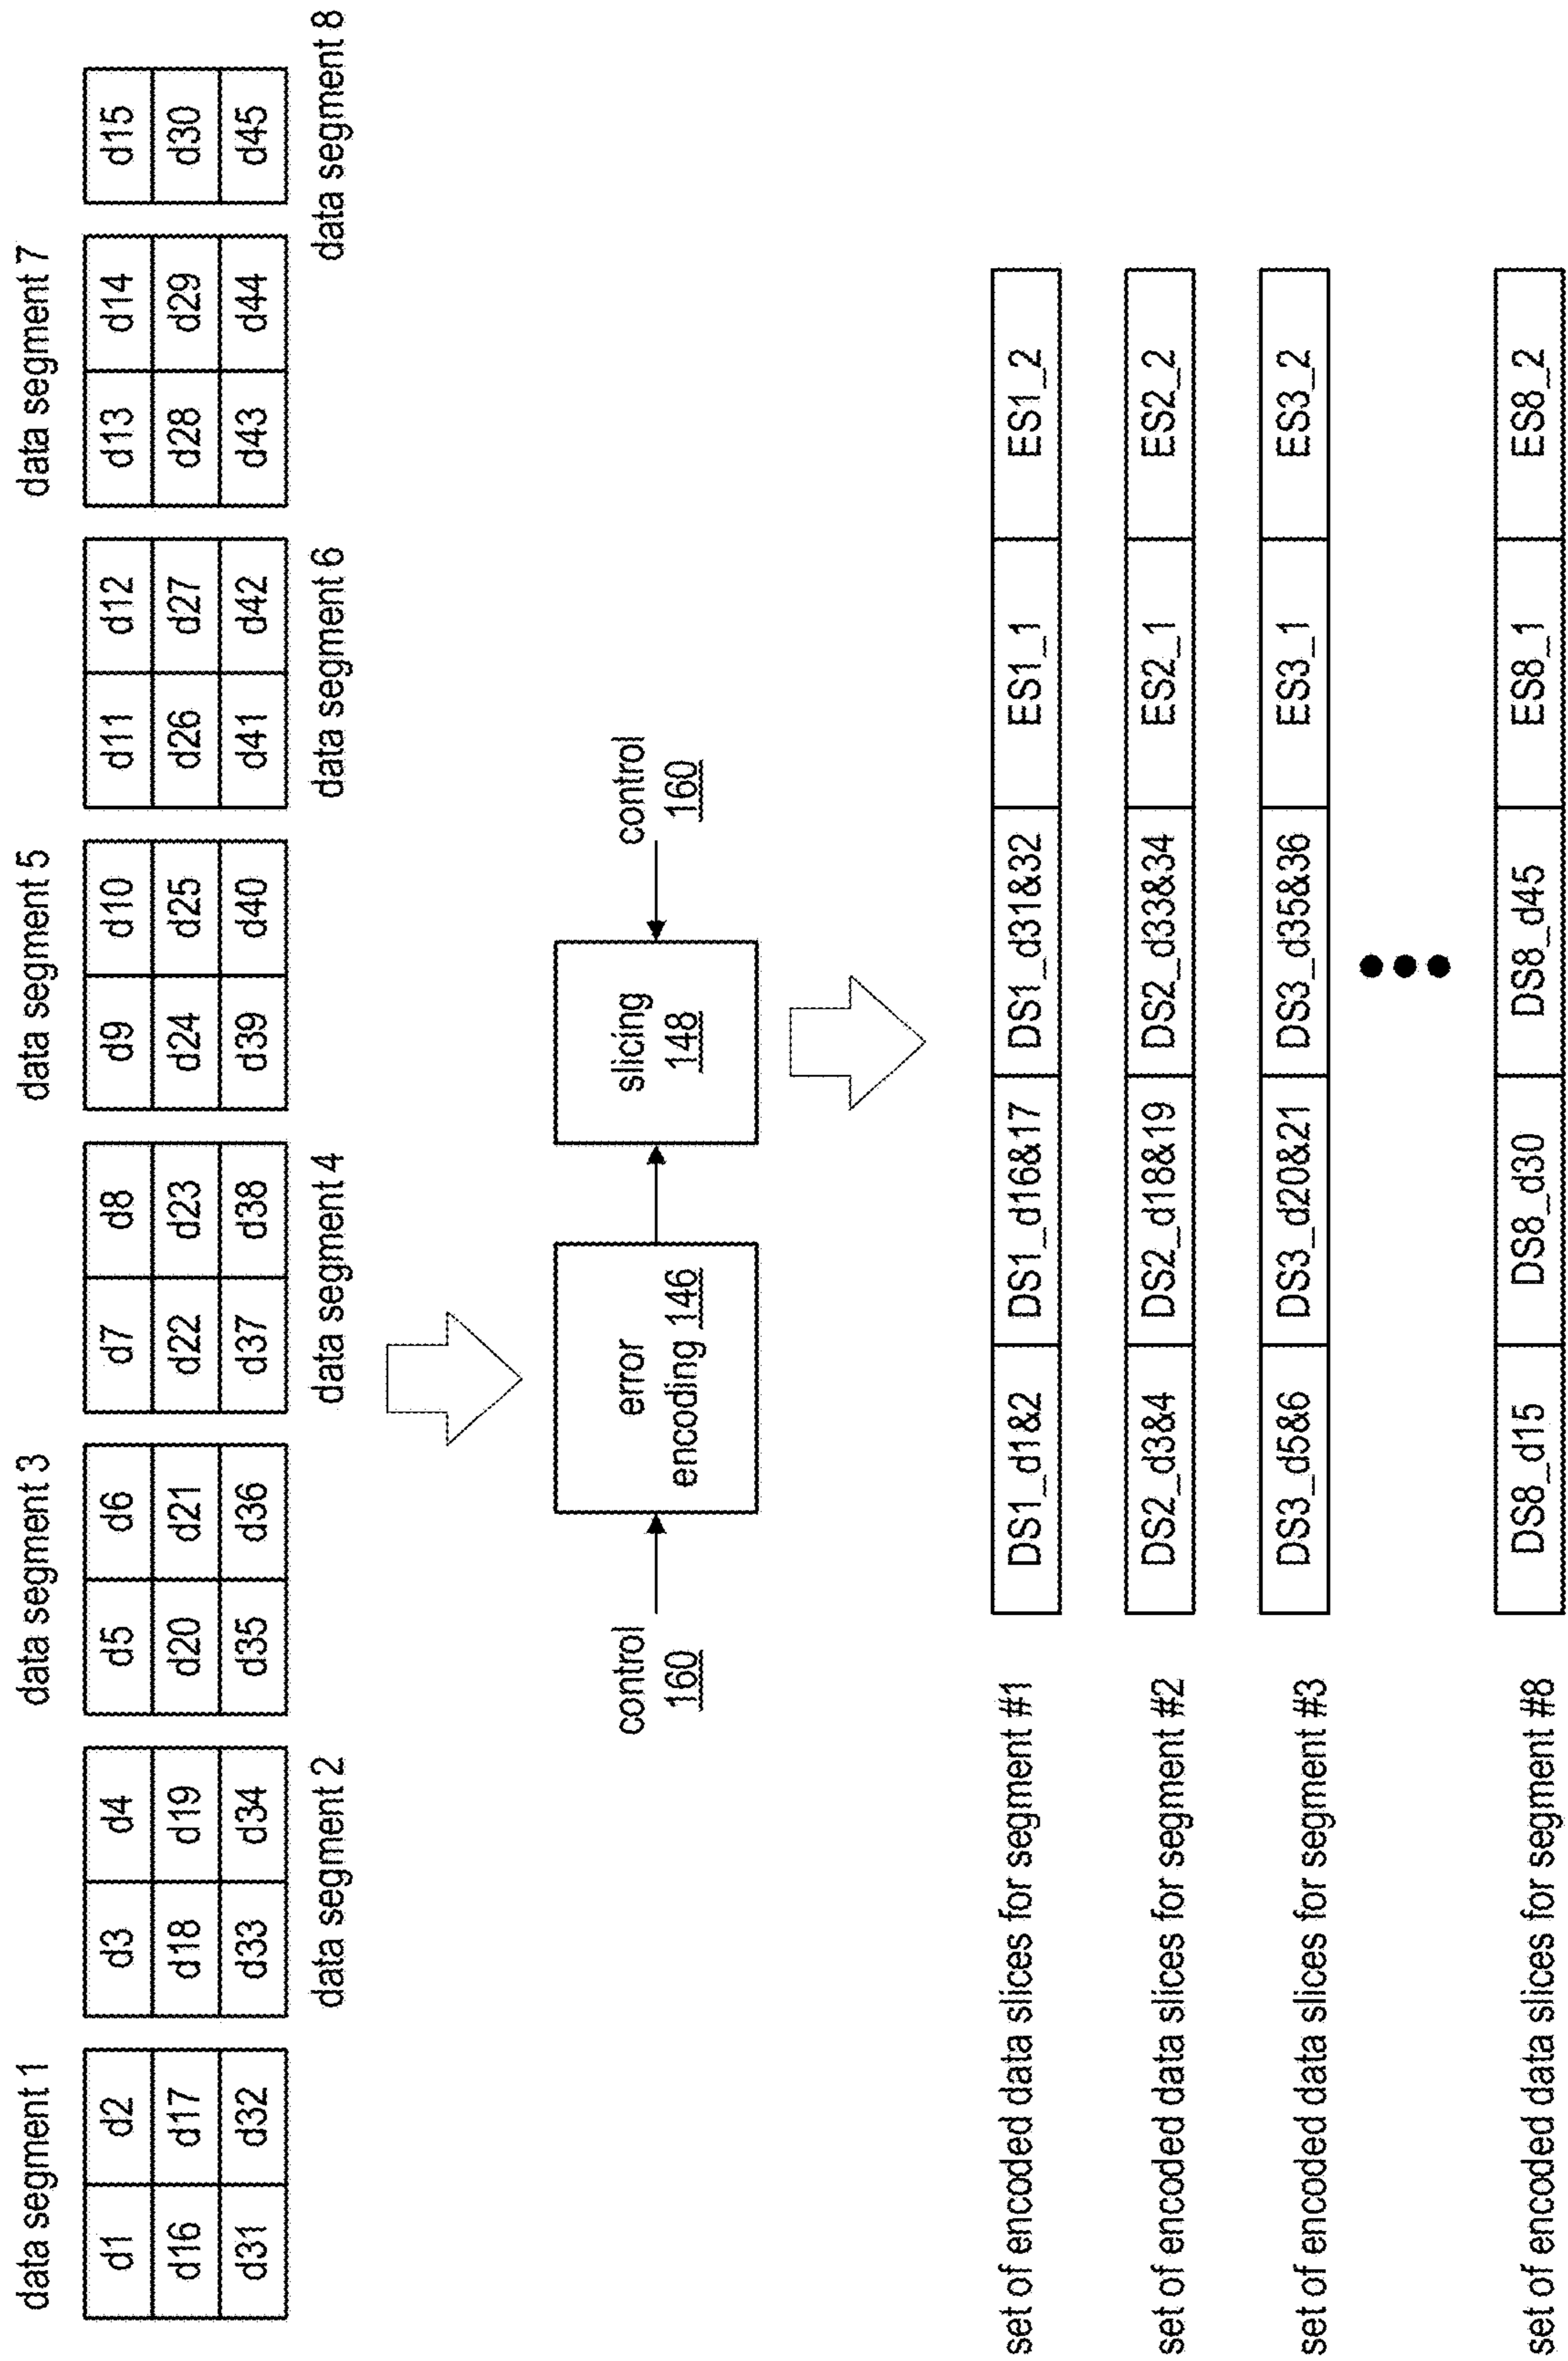 data segment 1
data segment 3
data segment 5
data segment 7
d1 d2 d3 d4 d5 d6 d7 d8 d9 d10 d11 d12 d13 d14 d15
d16 d17 d18 d19 d20 d21 d22 d23 d24 d25 d26 d27 d28 d29 d30
d31 d32 d33 d34 d35 d36 d37 d38 d39 d40 d41 d42 d43 d44 d45
data segment 2
data segment 4
data segment 6
data segment 8
control
160
error
encoding 146
slicing
148
control
160
set of encoded data slices for segment #1
DS1_d1&2 DS1_d16&17 DS1_d31&32 ES1_1 ES1_2
set of encoded data slices for segment #2
DS2_d3&4 DS2_d18&19 DS2_d33&34 ES2_1 ES2_2
set of encoded data slices for segment #3
DS3_d5&6 DS3_d20&21 DS3_d35&36 ES3_1 ES3_2
set of encoded data slices for segment #8
DS8_d15 DS8_d30 DS8_d45 ES8_1 ES8_2